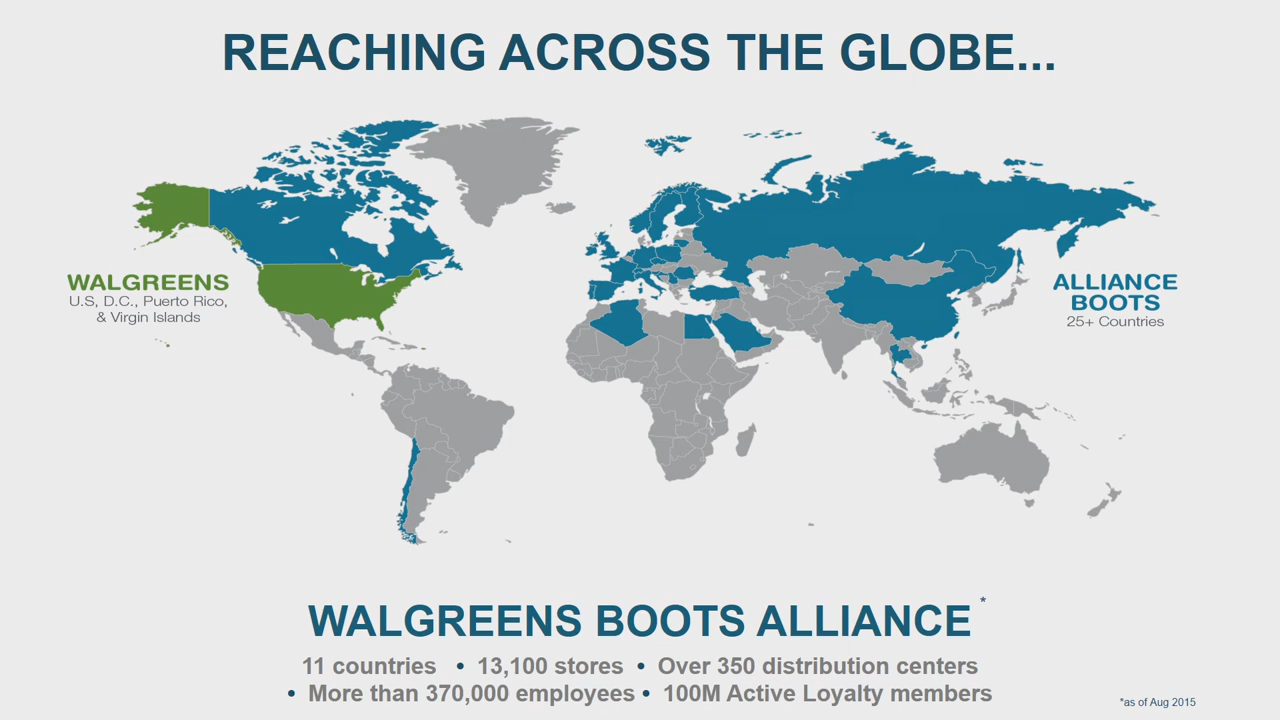 REACHING ACROSS THE GLOBE...
WALGREENS
U.S, D.C., Puerto Rico,
& Virgin Islands
ALLIANCE
BOOTS
25+ Countries
WALGREENS BOOTS ALLIANCE *
11 countries • 13,100 stores • Over 350 distribution centers
• More than 370,000 employees • 100M Active Loyalty members
*as of Aug 2015